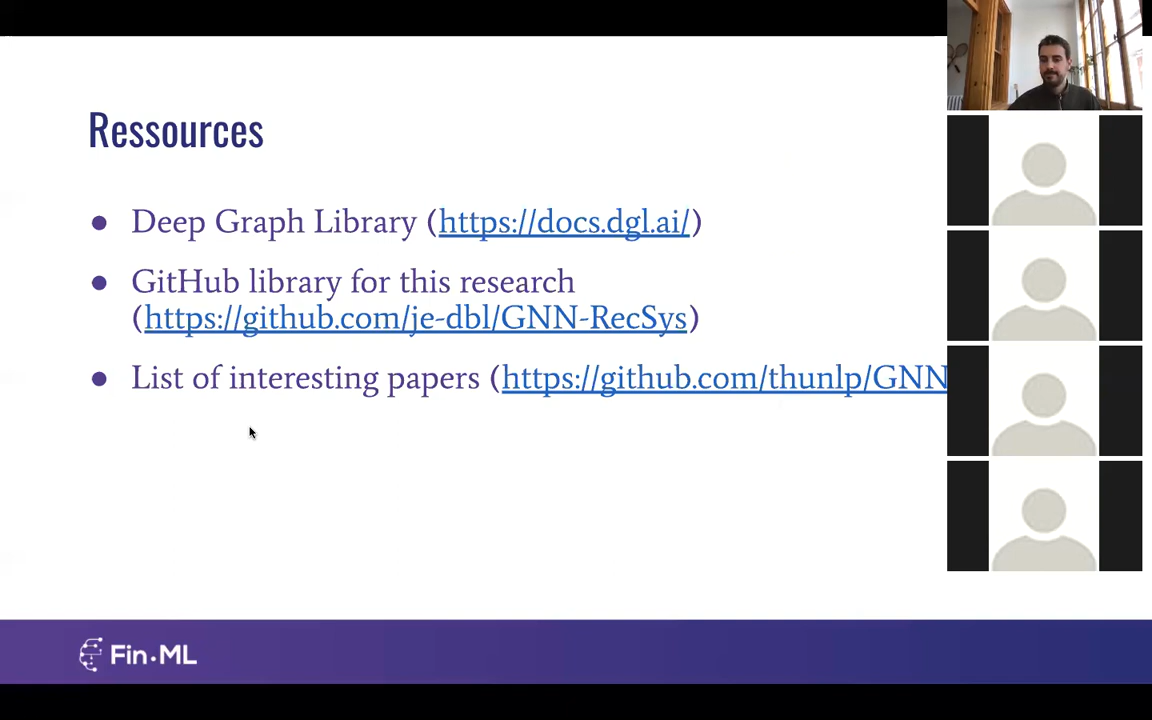 Ressources
● Deep Graph Library (https://docs.dgl.ai/)
● GitHub library for this research
(https://github.com/je-dbl/GNN-RecSys)
● List of interesting papers (https://github.com/thunlp/GNN
Fin·ML